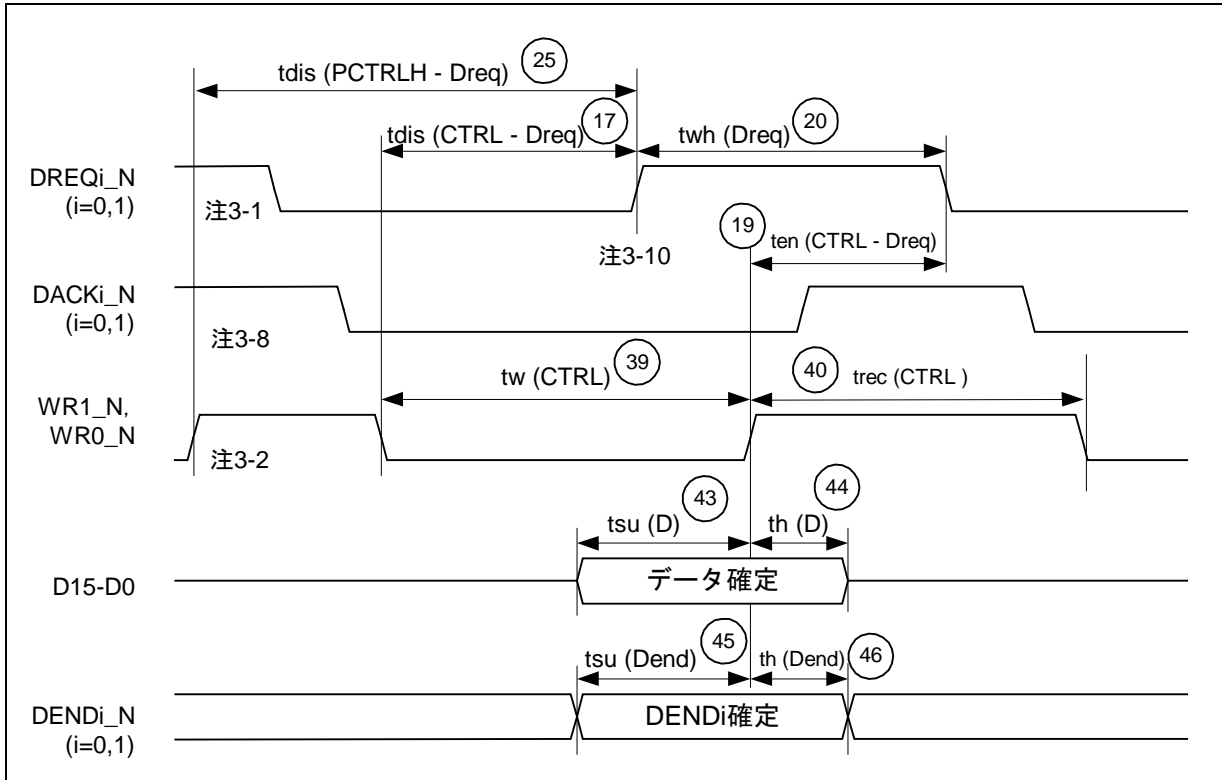 tdis (PCTRLH - Dreq) 25
tdis (CTRL - Dreq) 17
twh (Dreq) 20
DREQi_N
(i=0,1)
注3-1
注3-10
19
ten (CTRL - Dreq)
DACKi_N
(i=0,1)
注3-8
tw (CTRL) 39
40 trec (CTRL )
WR1_N,
WR0_N
注3-2
tsu (D) 43
th (D) 44
D15-D0
データ確定
tsu (Dend) 45
th (Dend) 46
DENDi_N
(i=0,1)
DENDi確定